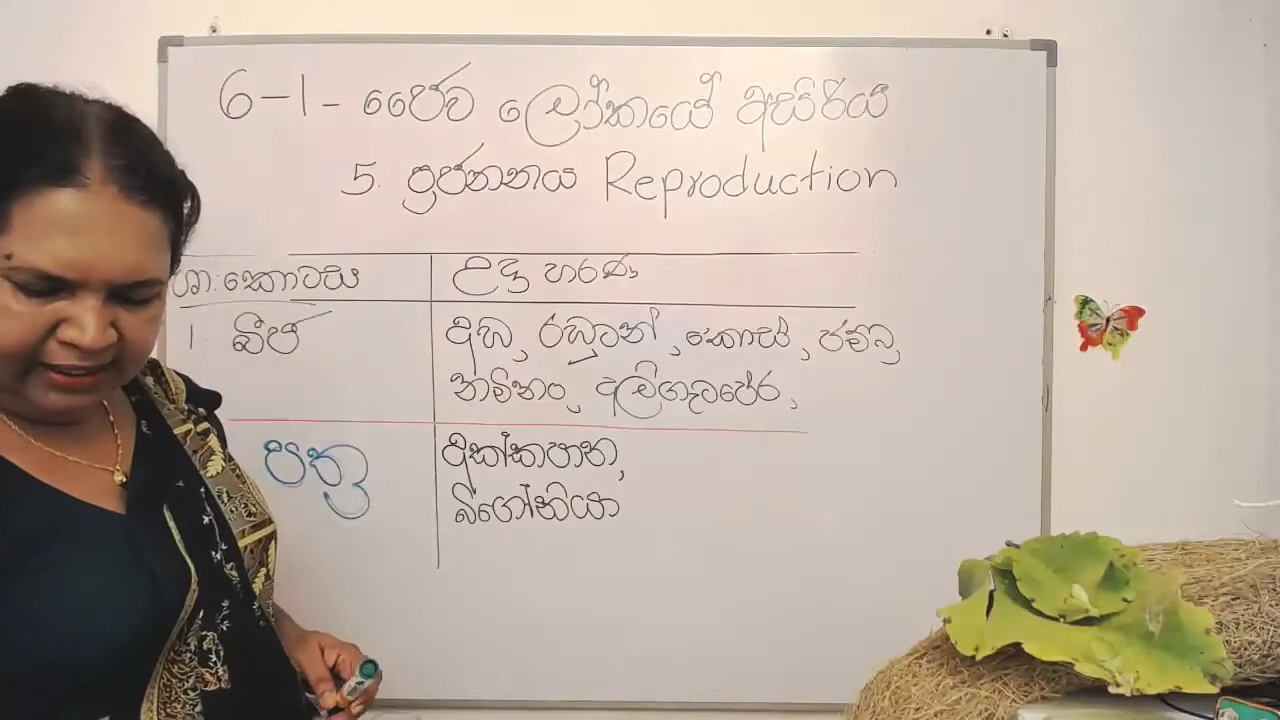 6-1- ජෛව ලෝකයේ අසිරිය
5. ප්‍රජනනය Reproduction
ශා:කොටස උදාහරණ
1. බීජ අඹ, රඹුටන්, කොස්, ජම්බු,
නමිනං, අලිගැටපේර,
පත්‍ර අක්කපාන,
බිගෝනියා